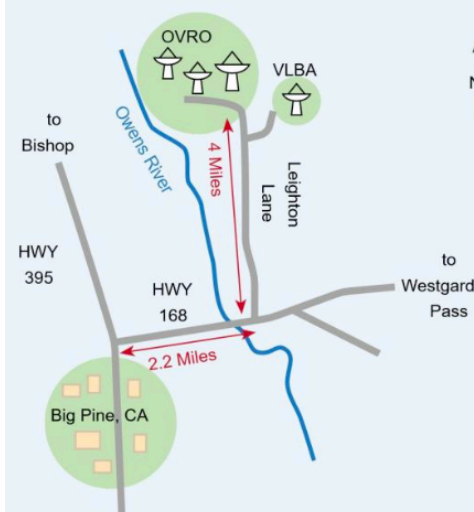 OVRO
VLBA
to
Bishop
Owens River
4 Miles
Leighton
Lane
HWY
395
HWY
168
to
Westgard
Pass
2.2 Miles
Big Pine, CA